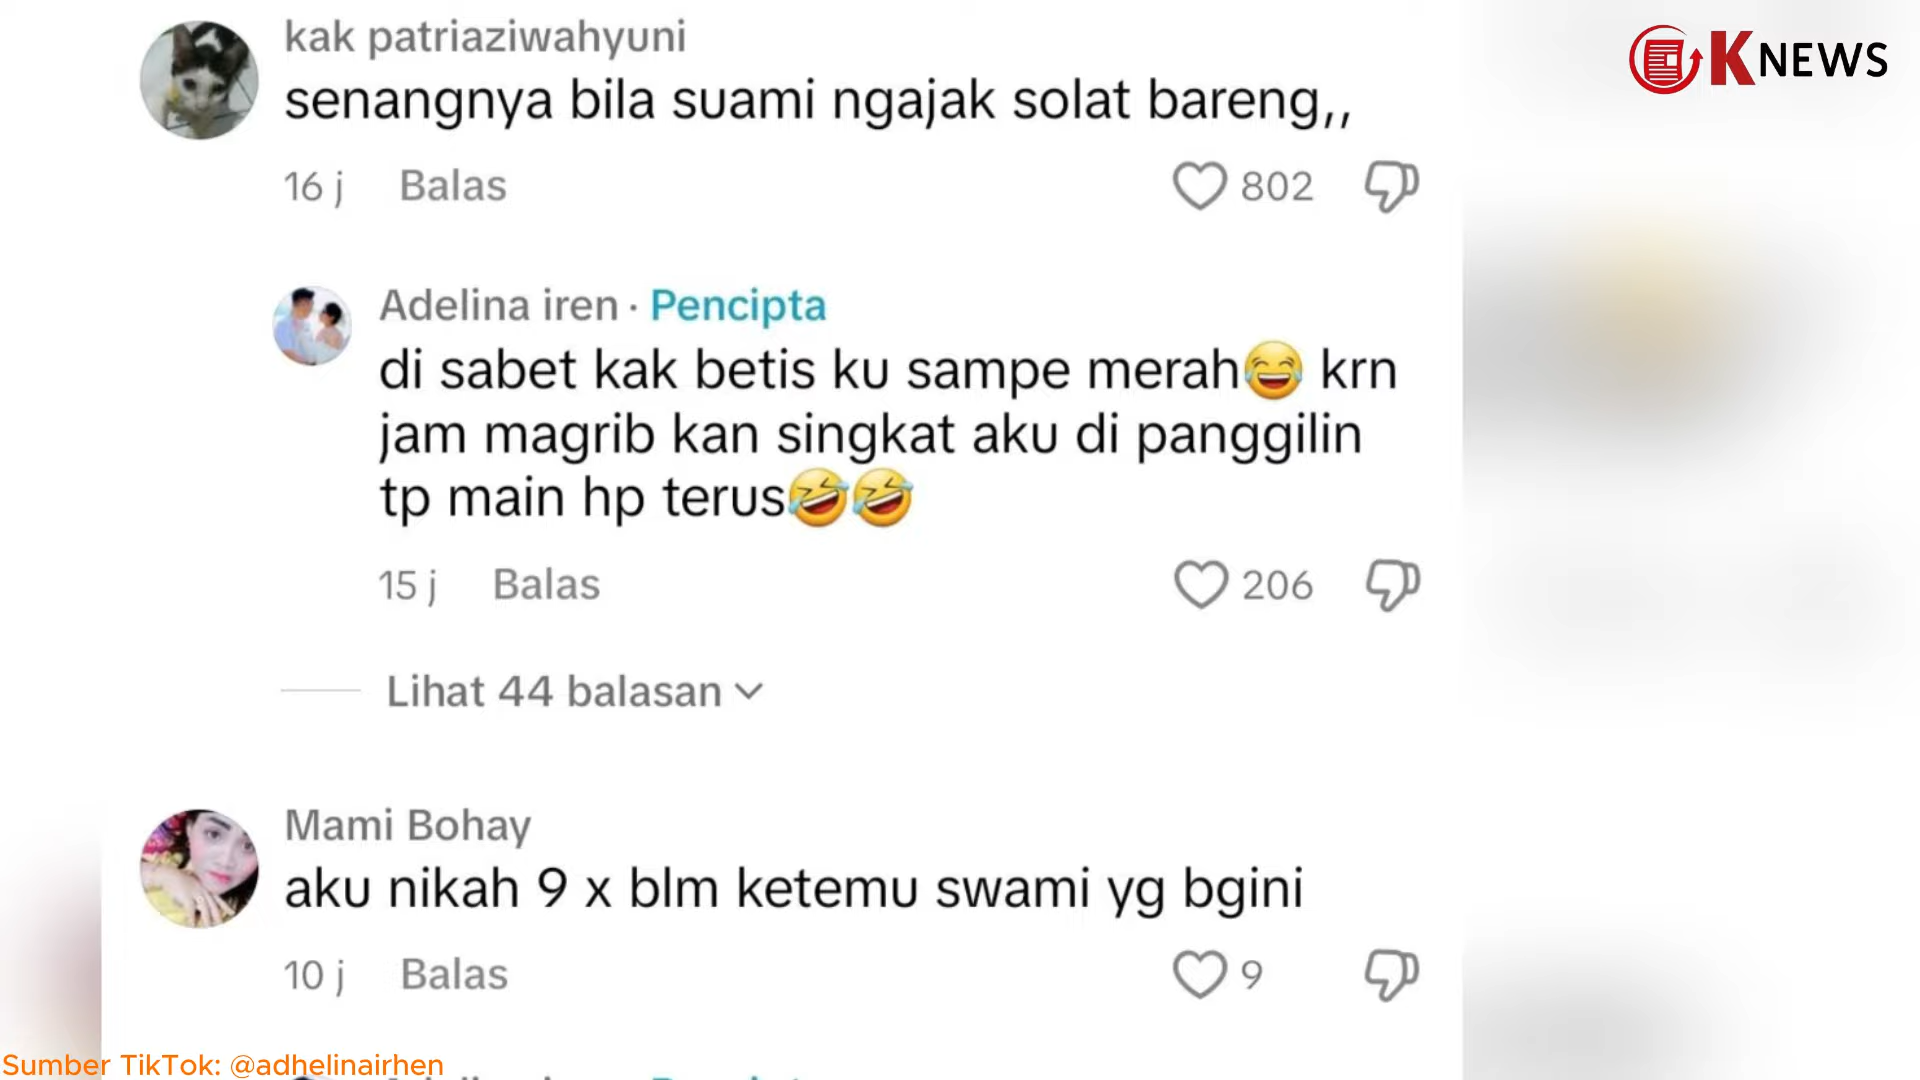 kak patriaziwahyuni
KNEWS
senangnya bila suami ngajak solat bareng,,
16 j Balas 802
Adelina iren · Pencipta
di sabet kak betis ku sampe merah😂 krn
jam magrib kan singkat aku di panggilin
tp main hp terus🤣🤣
15 j Balas 206
Lihat 44 balasan
Mami Bohay
aku nikah 9 x blm ketemu swami yg bgini
10 j Balas 9
Sumber TikTok: @adhelinairhen